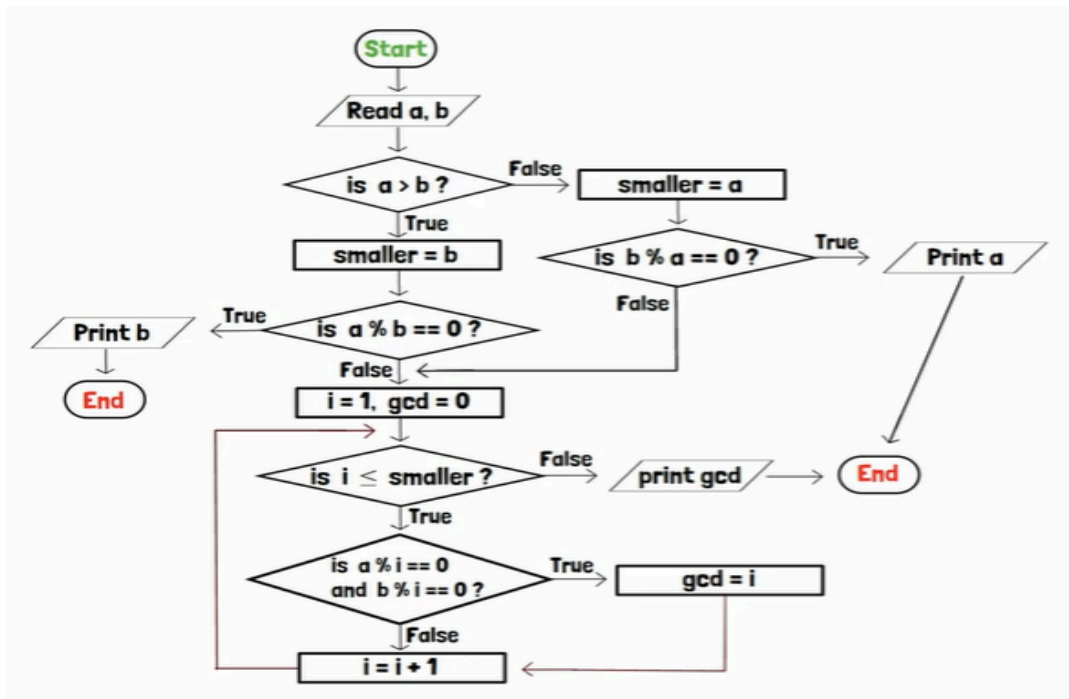 Start
Read a, b
is a > b ?
False
smaller = a
True
smaller = b
is b % a == 0 ?
True
Print a
False
is a % b == 0 ?
True
Print b
End
False
i = 1, gcd = 0
is i ≤ smaller ?
False
print gcd
End
True
is a % i == 0
and b % i == 0 ?
True
gcd = i
False
i = i + 1